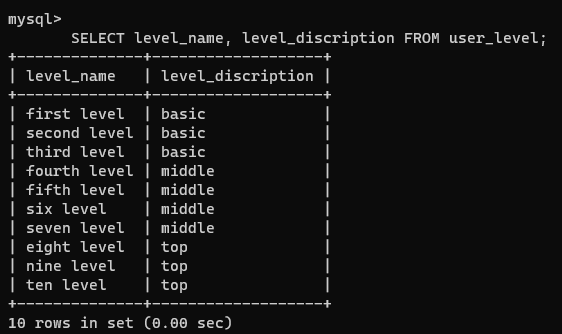 mysql>
       SELECT level_name, level_discription FROM user_level;
+--------------+-------------------+
| level_name   | level_discription |
+--------------+-------------------+
| first level  | basic             |
| second level | basic             |
| third level  | basic             |
| fourth level | middle            |
| fifth level  | middle            |
| six level    | middle            |
| seven level  | middle            |
| eight level  | top               |
| nine level   | top               |
| ten level    | top               |
+--------------+-------------------+
10 rows in set (0.00 sec)